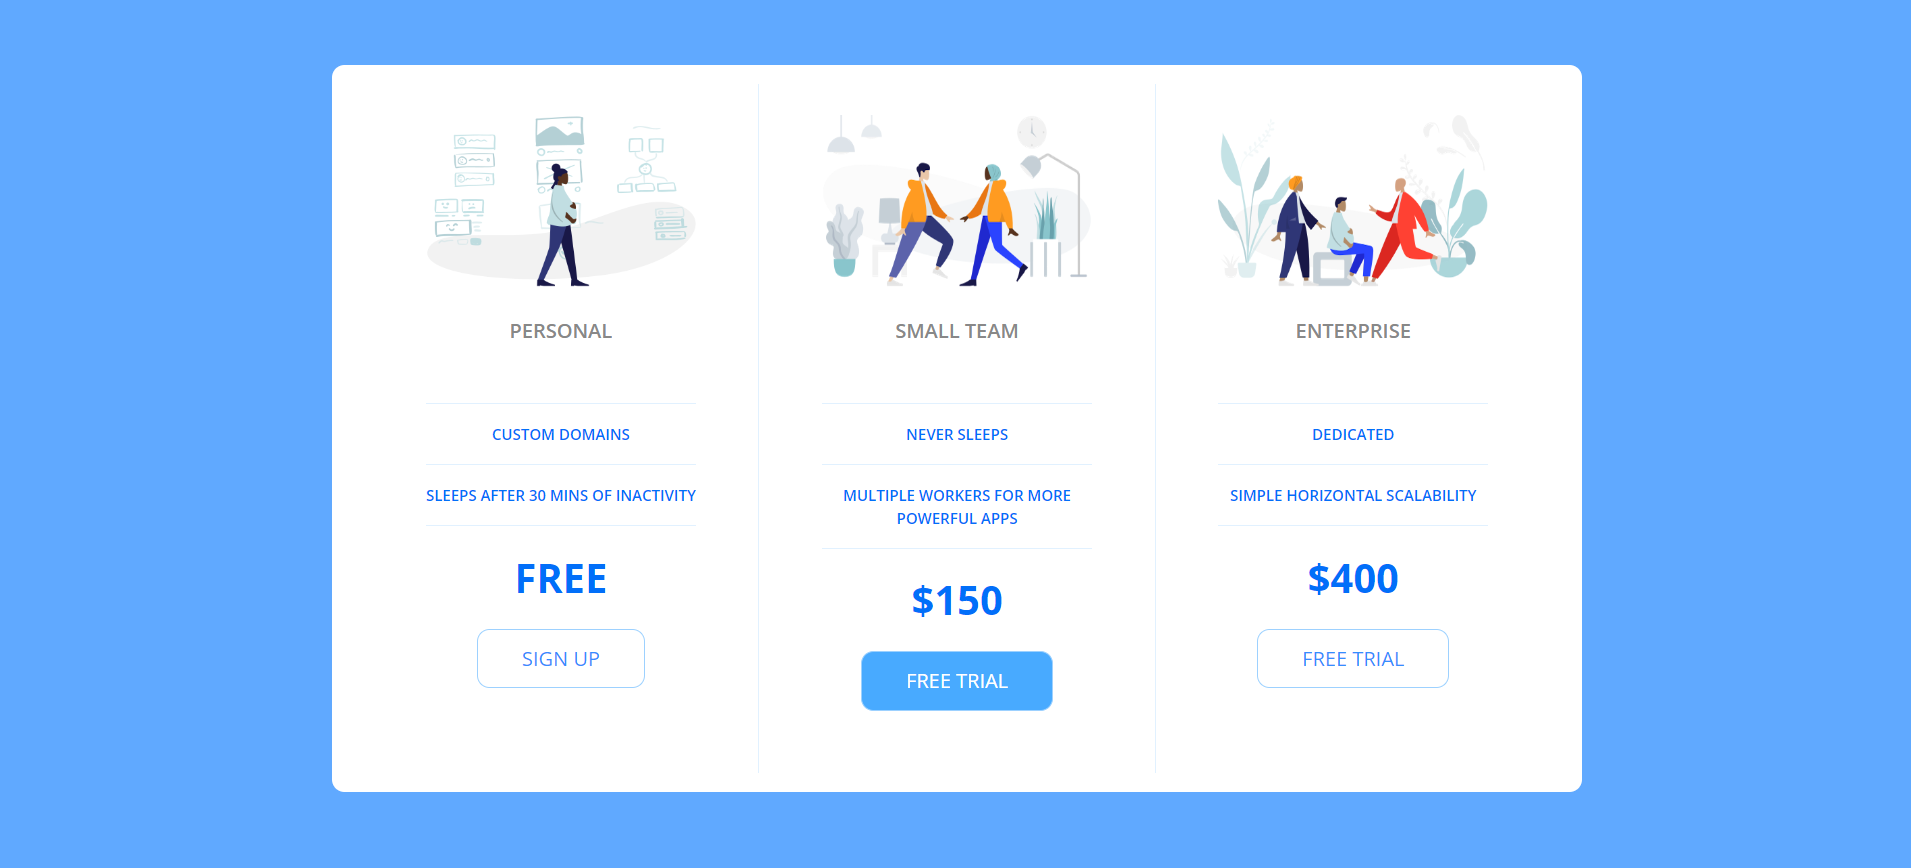 PERSONAL
CUSTOM DOMAINS
SLEEPS AFTER 30 MINS OF INACTIVITY
FREE
SIGN UP
SMALL TEAM
NEVER SLEEPS
MULTIPLE WORKERS FOR MORE
POWERFUL APPS
$150
FREE TRIAL
ENTERPRISE
DEDICATED
SIMPLE HORIZONTAL SCALABILITY
$400
FREE TRIAL